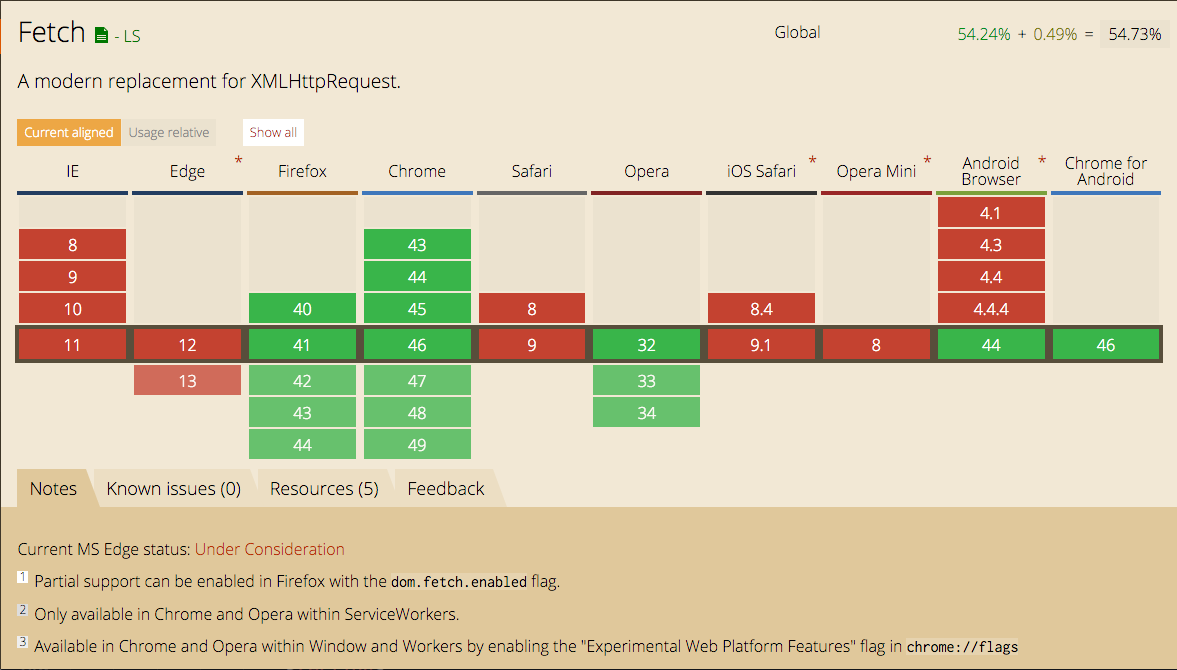 Fetch - LS Global 54.24% + 0.49% = 54.73%
A modern replacement for XMLHttpRequest.
Current aligned Usage relative Show all
IE Edge * Firefox Chrome Safari Opera iOS Safari * Opera Mini * Android Browser * Chrome for Android
4.1
8 43 4.3
9 44 4.4
10 40 45 8 8.4 4.4.4
11 12 41 46 9 32 9.1 8 44 46
13 42 47 33
43 48 34
44 49
Notes Known issues (0) Resources (5) Feedback
Current MS Edge status: Under Consideration
1 Partial support can be enabled in Firefox with the dom.fetch.enabled flag.
2 Only available in Chrome and Opera within ServiceWorkers.
3 Available in Chrome and Opera within Window and Workers by enabling the "Experimental Web Platform Features" flag in chrome://flags